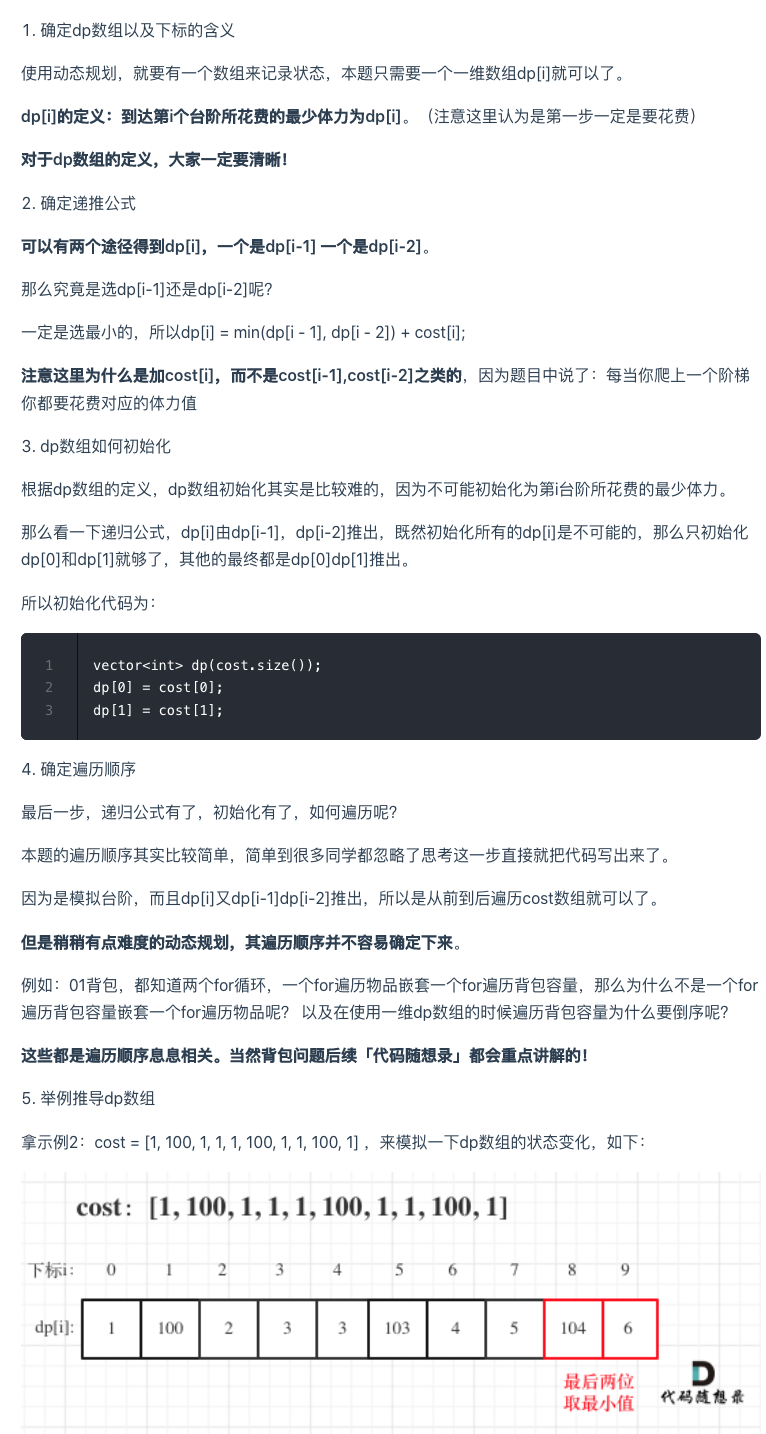 1. 确定dp数组以及下标的含义
使用动态规划，就要有一个数组来记录状态，本题只需要一个一维数组dp[i]就可以了。
dp[i]的定义：到达第i个台阶所花费的最少体力为dp[i]。（注意这里认为是第一步一定是要花费）
对于dp数组的定义，大家一定要清晰！
2. 确定递推公式
可以有两个途径得到dp[i]，一个是dp[i-1] 一个是dp[i-2]。
那么究竟是选dp[i-1]还是dp[i-2]呢？
一定是选最小的，所以dp[i] = min(dp[i - 1], dp[i - 2]) + cost[i];
注意这里为什么是加cost[i]，而不是cost[i-1],cost[i-2]之类的，因为题目中说了：每当你爬上一个阶梯
你都要花费对应的体力值
3. dp数组如何初始化
根据dp数组的定义，dp数组初始化其实是比较难的，因为不可能初始化为第i台阶所花费的最少体力。
那么看一下递归公式，dp[i]由dp[i-1]，dp[i-2]推出，既然初始化所有的dp[i]是不可能的，那么只初始化
dp[0]和dp[1]就够了，其他的最终都是dp[0]dp[1]推出。
所以初始化代码为：
1 vector<int> dp(cost.size());
2 dp[0] = cost[0];
3 dp[1] = cost[1];
4. 确定遍历顺序
最后一步，递归公式有了，初始化有了，如何遍历呢？
本题的遍历顺序其实比较简单，简单到很多同学都忽略了思考这一步直接就把代码写出来了。
因为是模拟台阶，而且dp[i]又dp[i-1]dp[i-2]推出，所以是从前到后遍历cost数组就可以了。
但是稍稍有点难度的动态规划，其遍历顺序并不容易确定下来。
例如：01背包，都知道两个for循环，一个for遍历物品嵌套一个for遍历背包容量，那么为什么不是一个for
遍历背包容量嵌套一个for遍历物品呢？ 以及在使用一维dp数组的时候遍历背包容量为什么要倒序呢？
这些都是遍历顺序息息相关。当然背包问题后续「代码随想录」都会重点讲解的！
5. 举例推导dp数组
拿示例2：cost = [1, 100, 1, 1, 1, 100, 1, 1, 100, 1] ，来模拟一下dp数组的状态变化，如下：
cost：[1, 100, 1, 1, 1, 100, 1, 1, 100, 1]
下标i: 0 1 2 3 4 5 6 7 8 9
dp[i]: 1 100 2 3 3 103 4 5 104 6
最后两位
取最小值
代码随想录